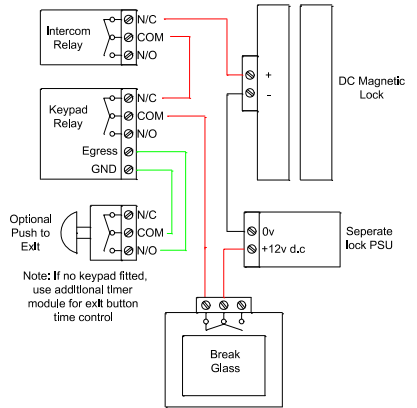 Intercom
Relay
N/C
COM
N/O
+
-
DC Magnetic
Lock
Keypad
Relay
N/C
COM
N/O
Egress
GND
Optional
Push to
Exit
N/C
COM
N/O
0v
+12v d.c
Seperate
lock PSU
Note: If no keypad fitted,
use additional timer
module for exit button
time control
Break
Glass